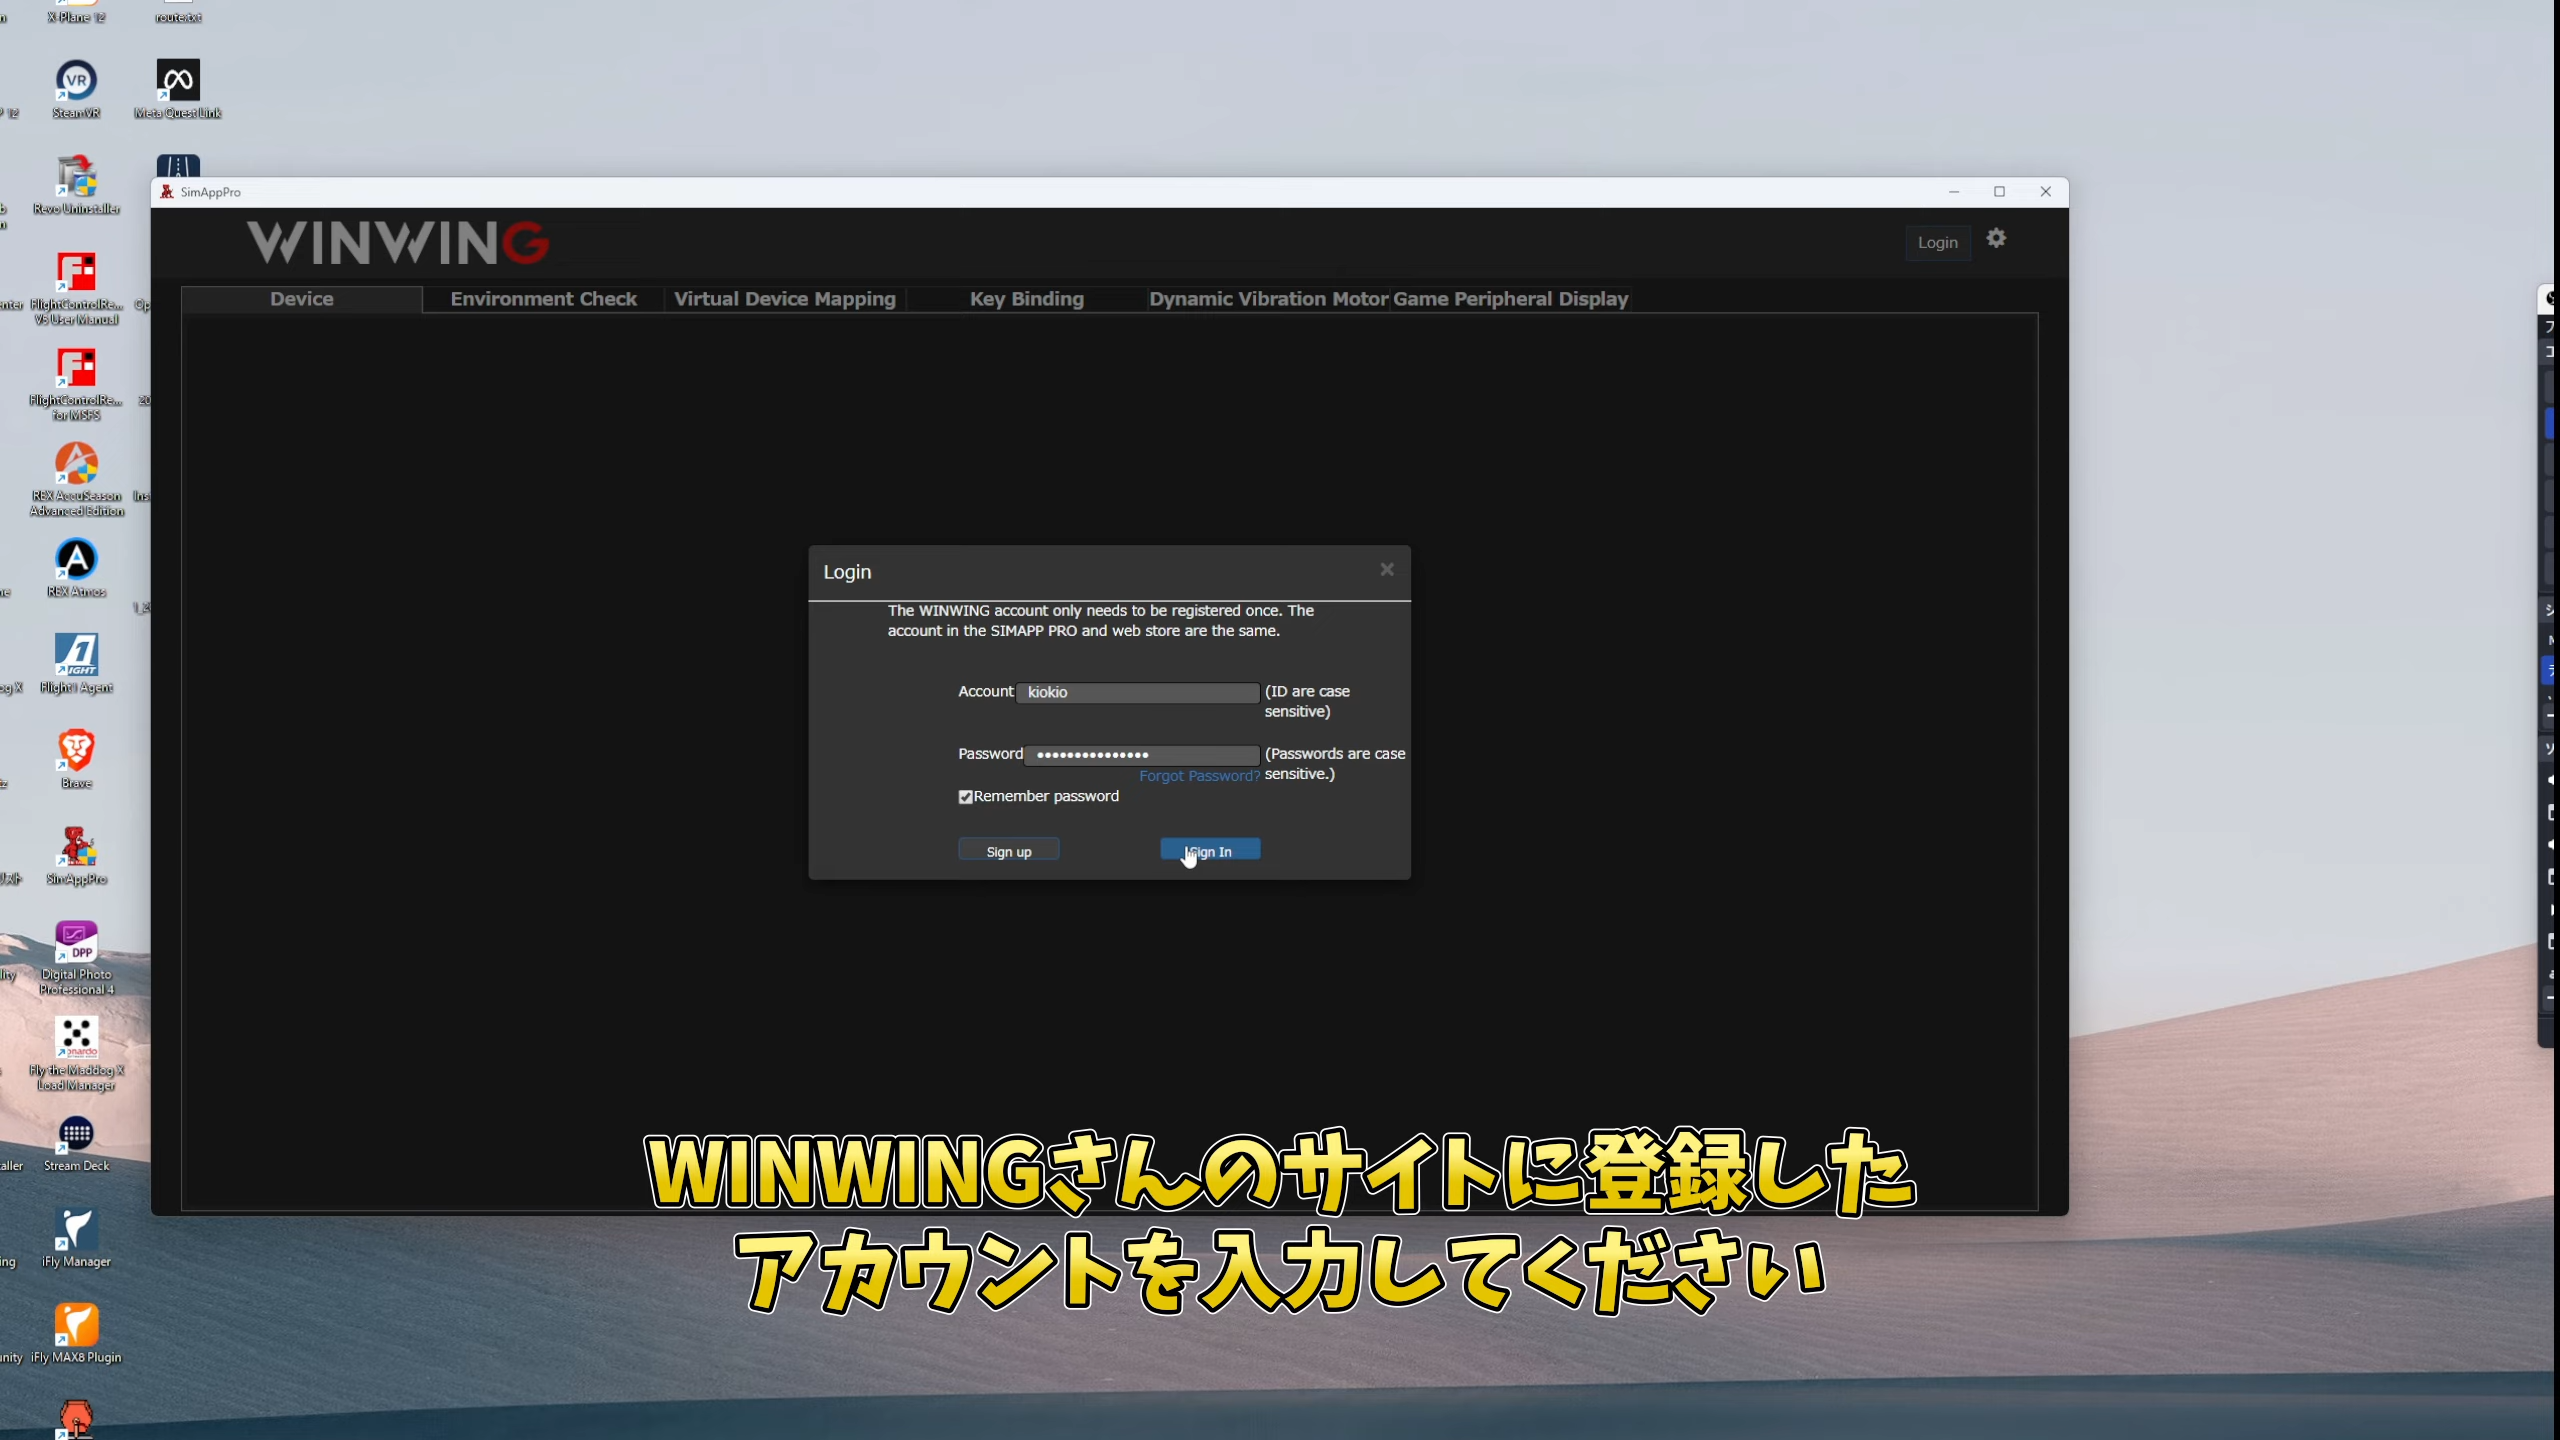 X-Plane 12
route.txt
SteamVR
Meta Quest Link
Revo Uninstaller
FlightControlRe...
V5 User Manual
FlightControlRe...
for MSFS
REX AccuSeason
Advanced Edition
REX Atmos
Flight1 Agent
Brave
SimAppPro
DPP
Digital Photo
Professional 4
Fly the Maddog X
Load Manager
Stream Deck
iFly Manager
iFly MAX8 Plugin
SimAppPro
WINWING
Login
Device
Environment Check
Virtual Device Mapping
Key Binding
Dynamic Vibration Motor
Game Peripheral Display
Login
The WINWING account only needs to be registered once. The
account in the SIMAPP PRO and web store are the same.
Account
kiokio
(ID are case
sensitive)
Password
•••••••••••••••
(Passwords are case
sensitive.)
Forgot Password?
Remember password
Sign up
Sign In
WINWINGさんのサイトに登録した
アカウントを入力してください